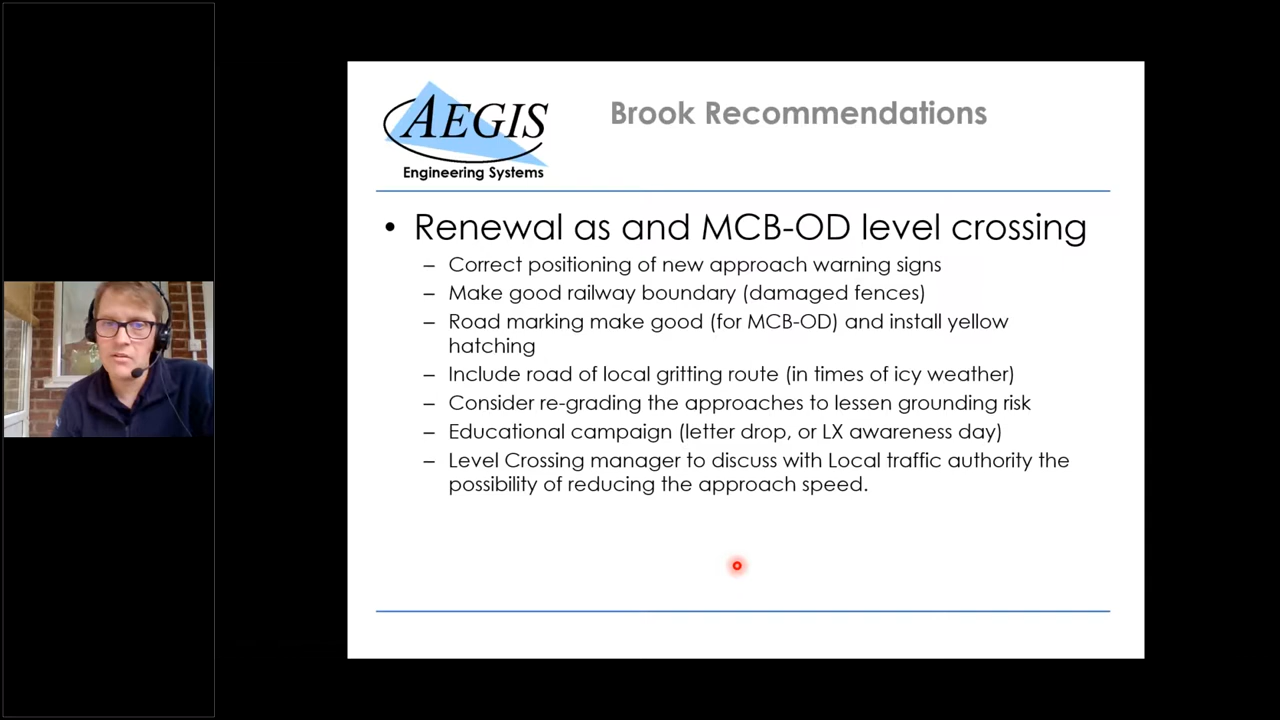 AEGIS
Engineering Systems
Brook Recommendations
• Renewal as and MCB-OD level crossing
– Correct positioning of new approach warning signs
– Make good railway boundary (damaged fences)
– Road marking make good (for MCB-OD) and install yellow
hatching
– Include road of local gritting route (in times of icy weather)
– Consider re-grading the approaches to lessen grounding risk
– Educational campaign (letter drop, or LX awareness day)
– Level Crossing manager to discuss with Local traffic authority the
possibility of reducing the approach speed.